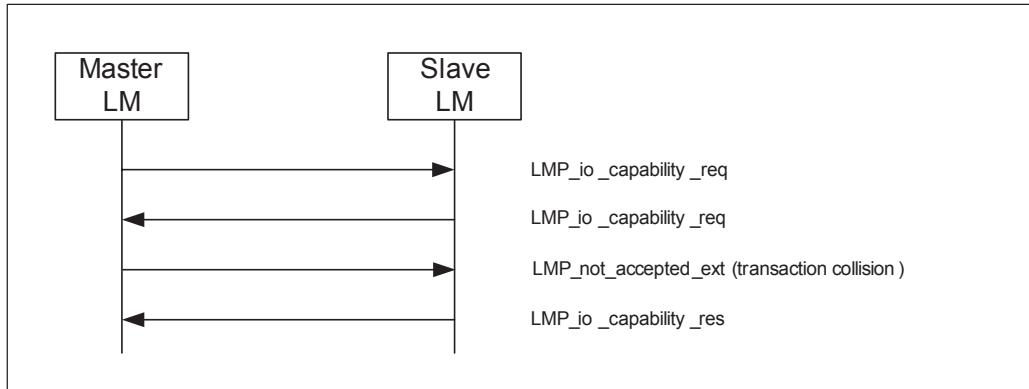 Master
LM
Slave
LM
LMP_io _capability _req
LMP_io _capability _req
LMP_not_accepted_ext (transaction collision )
LMP_io _capability _res